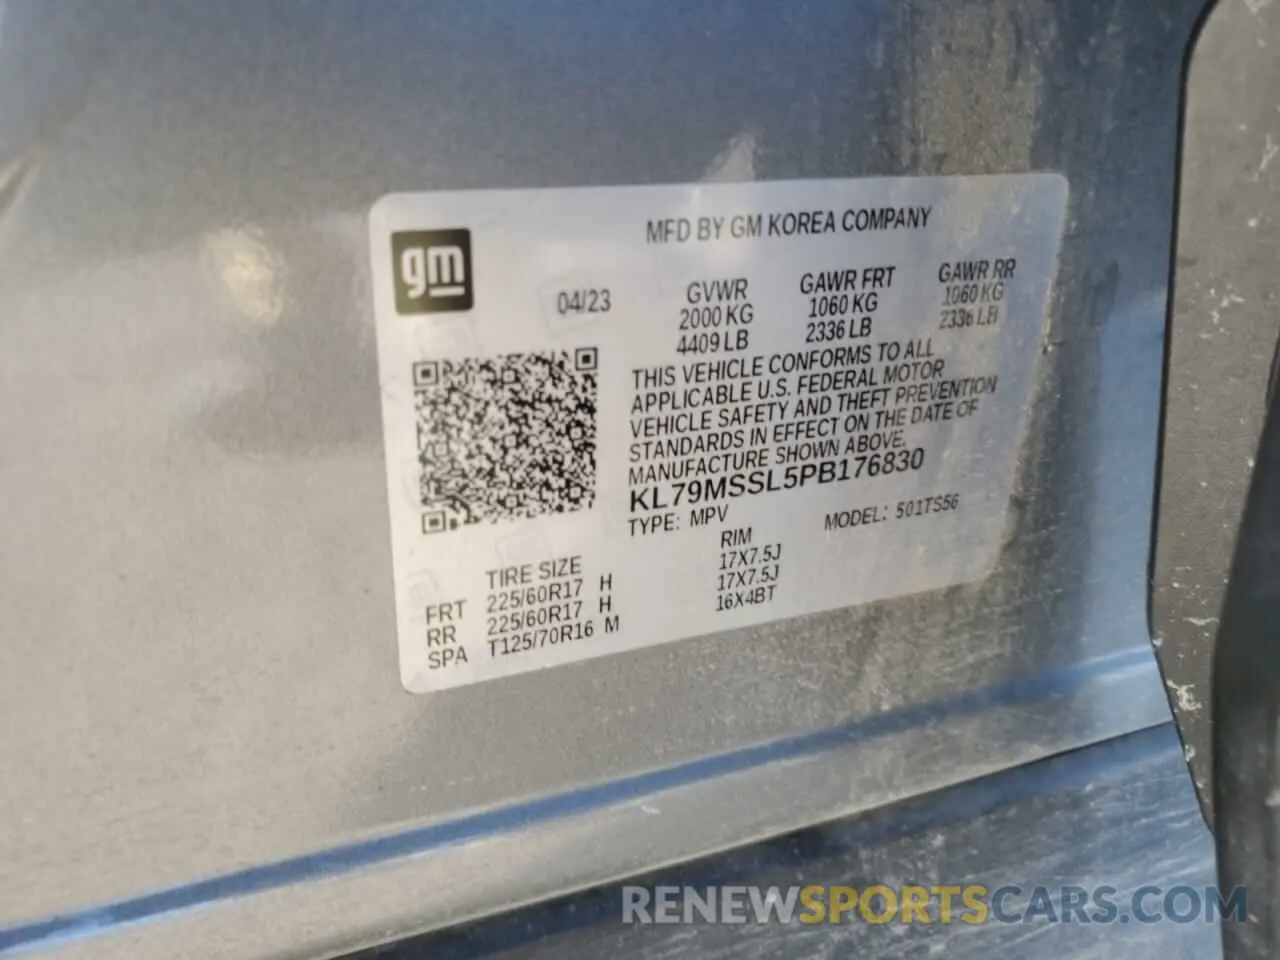 MFD BY GM KOREA COMPANY
gm
04/23
GVWR GAWR FRT GAWR RR
2000 KG 1060 KG 1060 KG
4409 LB 2336 LB 2336 LB
THIS VEHICLE CONFORMS TO ALL
APPLICABLE U.S. FEDERAL MOTOR
VEHICLE SAFETY AND THEFT PREVENTION
STANDARDS IN EFFECT ON THE DATE OF
MANUFACTURE SHOWN ABOVE.
KL79MSSL5PB176830
TYPE: MPV MODEL: 501TS56
TIRE SIZE RIM
FRT 225/60R17 H 17X7.5J
RR 225/60R17 H 17X7.5J
SPA T125/70R16 M 16X4BT
RENEWSPORTSCARS.COM